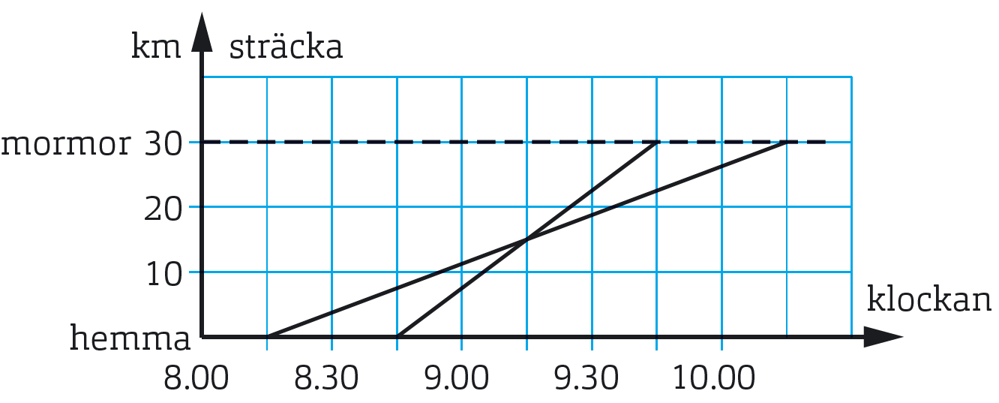 km sträcka
mormor 30
20
10
hemma
klockan
8.00 8.30 9.00 9.30 10.00